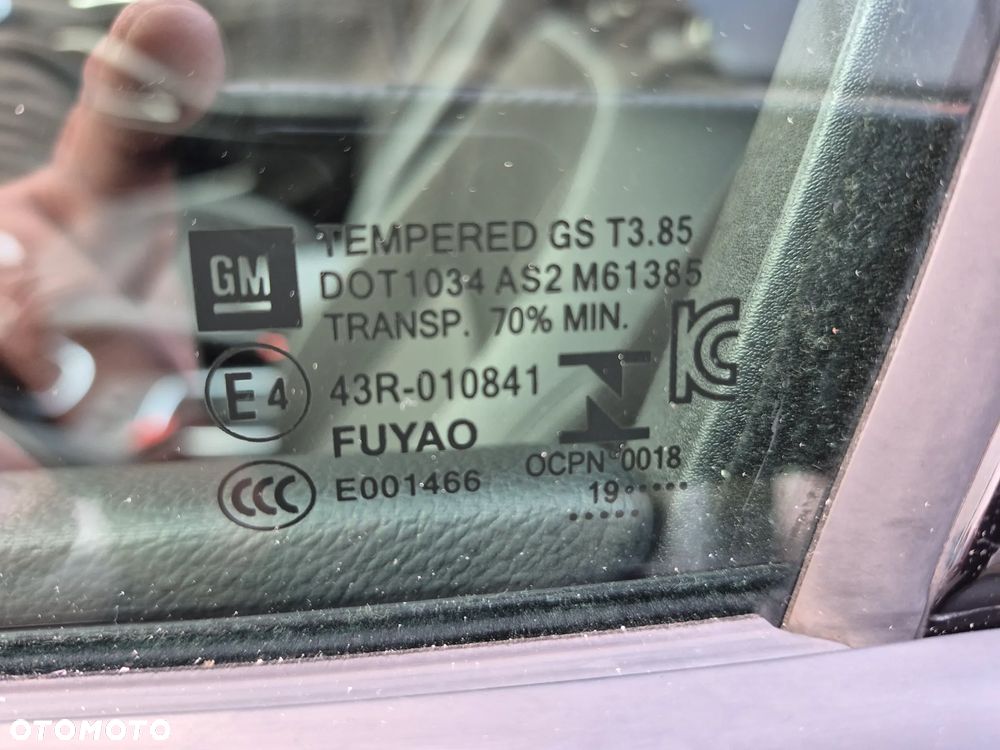 GM
TEMPERED GS T3.85
DOT1034 AS2 M61385
TRANSP. 70% MIN.
E4 43R-010841
FUYAO
CCC E001466
KC
OCPN°0018
19
OTOMOTO